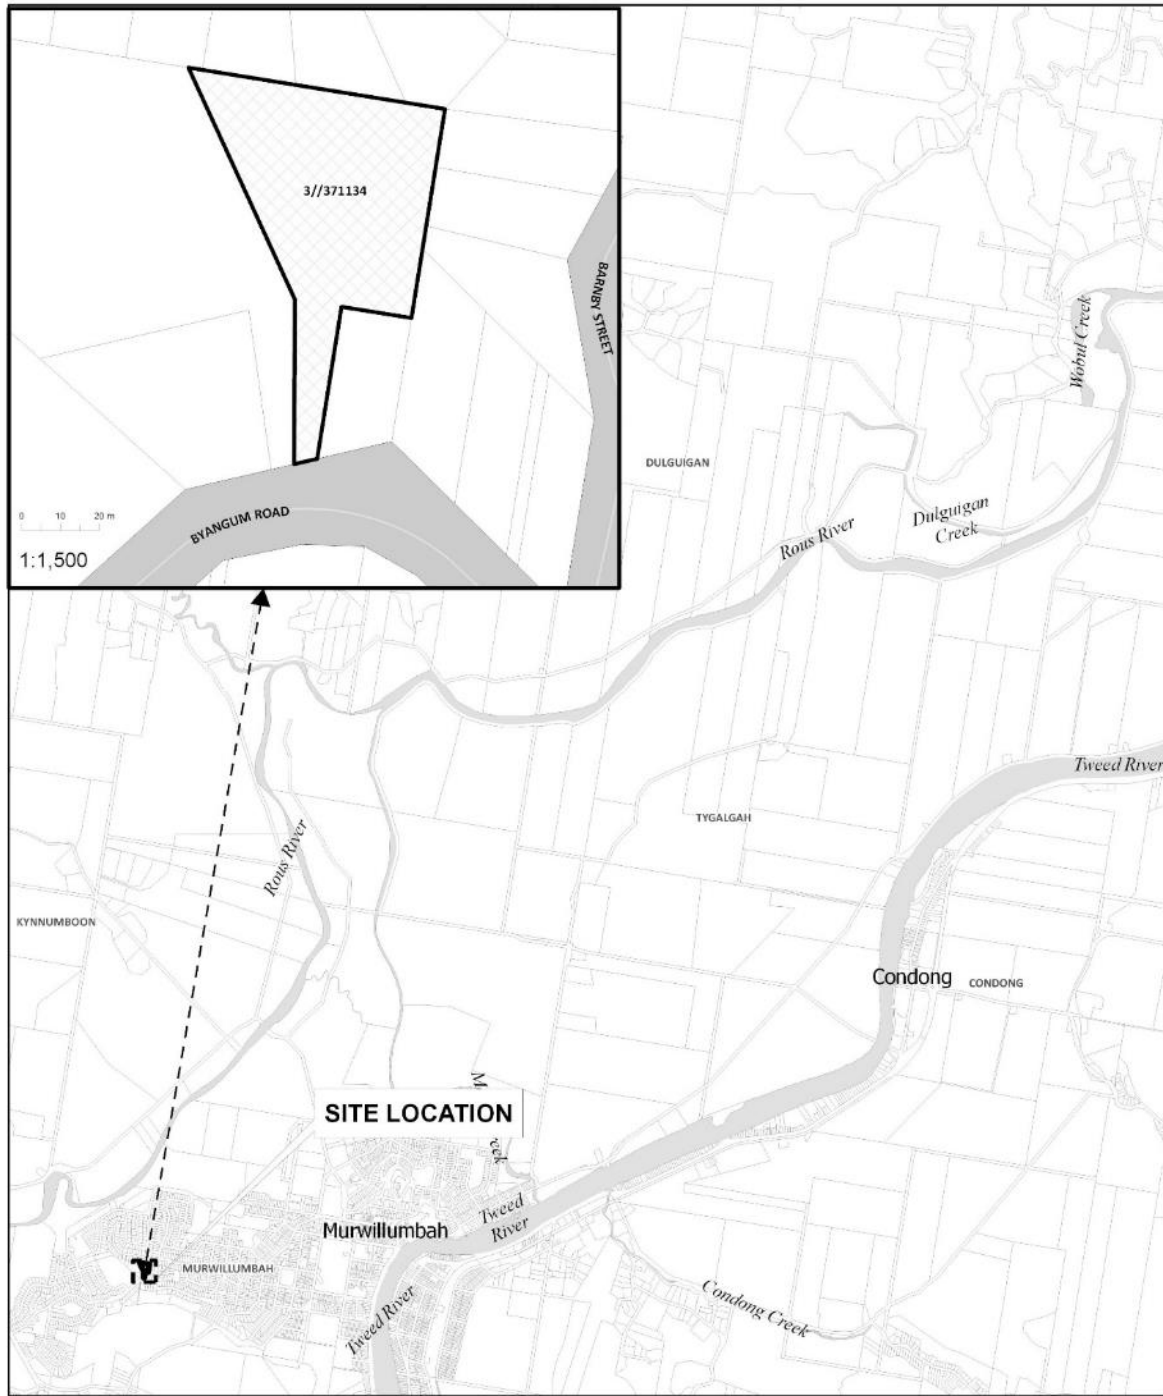 3//371134
BARNBY STREET
BYANGUM ROAD
0 10 20 m
1:1,500
Wobul Creek
DULGUIGAN
Dulguigan
Creek
Rous River
Tweed River
TYGALGAH
Rous River
KYNNUMBOON
Condong
CONDONG
SITE LOCATION
Murwillumbah
Tweed
River
MURWILLUMBAH
Tweed River
Condong Creek